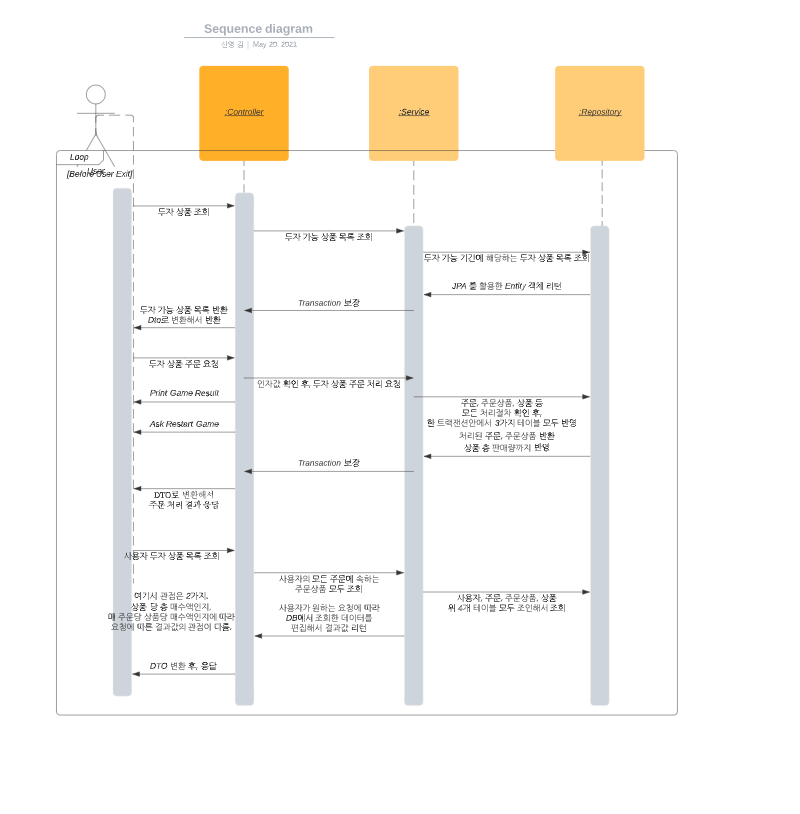 Sequence diagram
신영 김 | May 20, 2021
:Controller
:Service
:Repository
Loop
User
[Before User Exit]
투자 상품 조회
투자 가능 상품 목록 조회
투자 가능 기간에 해당하는 투자 상품 목록 조회
JPA 를 활용한 Entity 객체 리턴
Transaction 보장
투자 가능 상품 목록 반환
Dto로 변환해서 반환
투자 상품 주문 요청
인자값 확인 후, 투자 상품 주문 처리 요청
Print Game Result
주문, 주문상품, 상품 등
모든 처리절차 확인 후,
한 트랙잭션안에서 3가지 테이블 모두 반영
Ask Restart Game
처리된 주문, 주문상품 반환
상품 총 판매량까지 반영
Transaction 보장
DTO로 변환해서
주문 처리 결과 응답
사용자 투자 상품 목록 조회
사용자의 모든 주문에 속하는
주문상품 모두 조회
여기서 관점은 2가지.
상품 당 총 매수액인지,
매 주문당 상품당 매수액인지에 따라
요청에 따른 결과값의 관점이 다름.
사용자, 주문, 주문상품, 상품
위 4개 테이블 모두 조인해서 조회
사용자가 원하는 요청에 따라
DB에서 조회한 데이터를
편집해서 결과값 리턴
DTO 변환 후, 응답